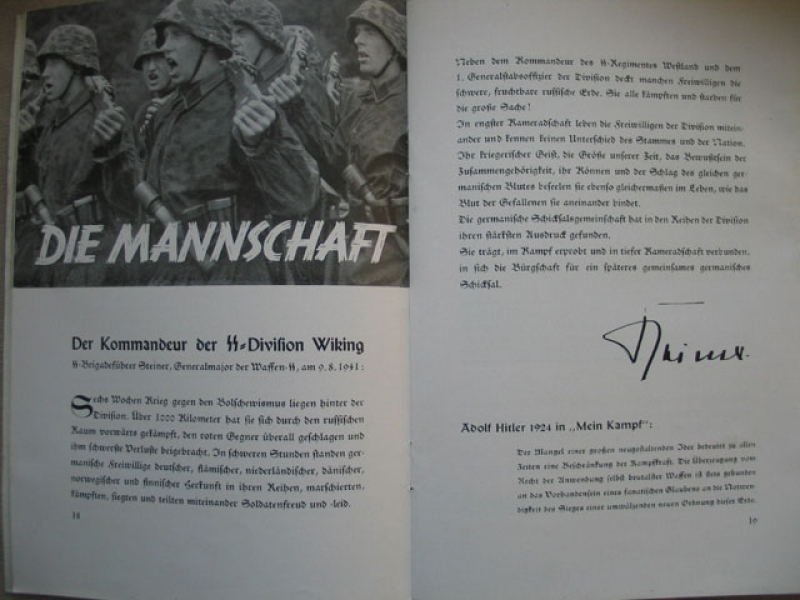 DIE MANNSCHAFT
Der Kommandeur der SS-Division Wiking
SS-Brigadeführer Steiner, Generalmajor der Waffen-SS, am 9.8.1941:
Sechs Wochen Krieg gegen den Bolschewismus liegen hinter der
Division. Über 1000 Kilometer hat sie sich durch den russischen
Raum vorwärts gekämpft, den roten Gegner überall geschlagen und
ihm schwerste Verluste beigebracht. In schweren Stunden standen ger-
manische Freiwillige deutscher, flämischer, niederländischer, dänischer,
norwegischer und finnischer Herkunft in ihren Reihen, marschierten,
kämpften, siegten und teilten miteinander Soldatenfreud und -leid.
18
Neben dem Kommandeur des SS-Regimentes Westland und dem
1. Generalstabsoffizier der Division deckt manchen Freiwilligen die
schwere, fruchtbare russische Erde. Sie alle kämpften und starben für
die große Sache!
In engster Kameradschaft leben die Freiwilligen der Division mitein-
ander und kennen keinen Unterschied des Stammes und der Nation.
Ihr kriegerischer Geist, die Größe unserer Zeit, das Bewußtsein der
Zusammengehörigkeit, ihr Können und der Schlag des gleichen ger-
manischen Blutes beseelen sie ebenso gleichermaßen im Leben, wie das
Blut der Gefallenen sie aneinander bindet.
Die germanische Schicksalsgemeinschaft hat in den Reihen der Division
ihren stärksten Ausdruck gefunden.
Sie trägt, im Kampf erprobt und in tiefer Kameradschaft verbunden,
in sich die Bürgschaft für ein späteres gemeinsames germanisches
Schicksal.
Steiner.
Adolf Hitler 1924 in „Mein Kampf":
Der Mangel einer großen neugestaltenden Idee bedeutet zu allen
Zeiten eine Beschränkung der Kampfkraft. Die Überzeugung vom
Recht der Anwendung selbst brutalster Waffen ist stets gebunden
an das Vorhandensein eines fanatischen Glaubens an die Notwen-
digkeit des Sieges einer umwälzenden neuen Ordnung dieser Erde.
19